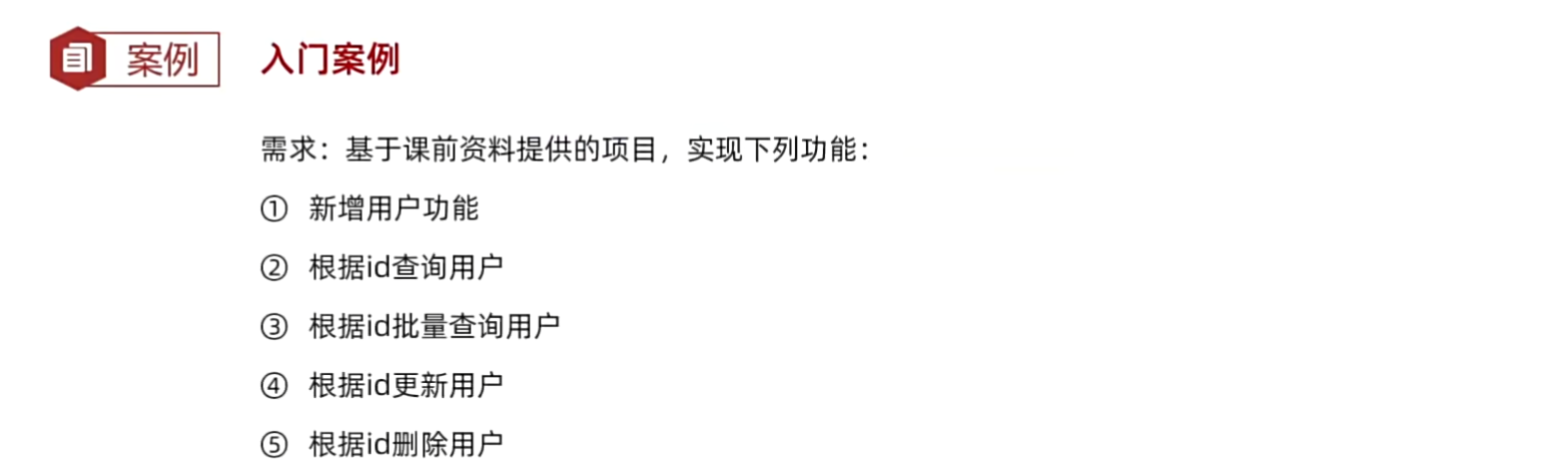 案例 入门案例
需求：基于课前资料提供的项目，实现下列功能：
① 新增用户功能
② 根据id查询用户
③ 根据id批量查询用户
④ 根据id更新用户
⑤ 根据id删除用户